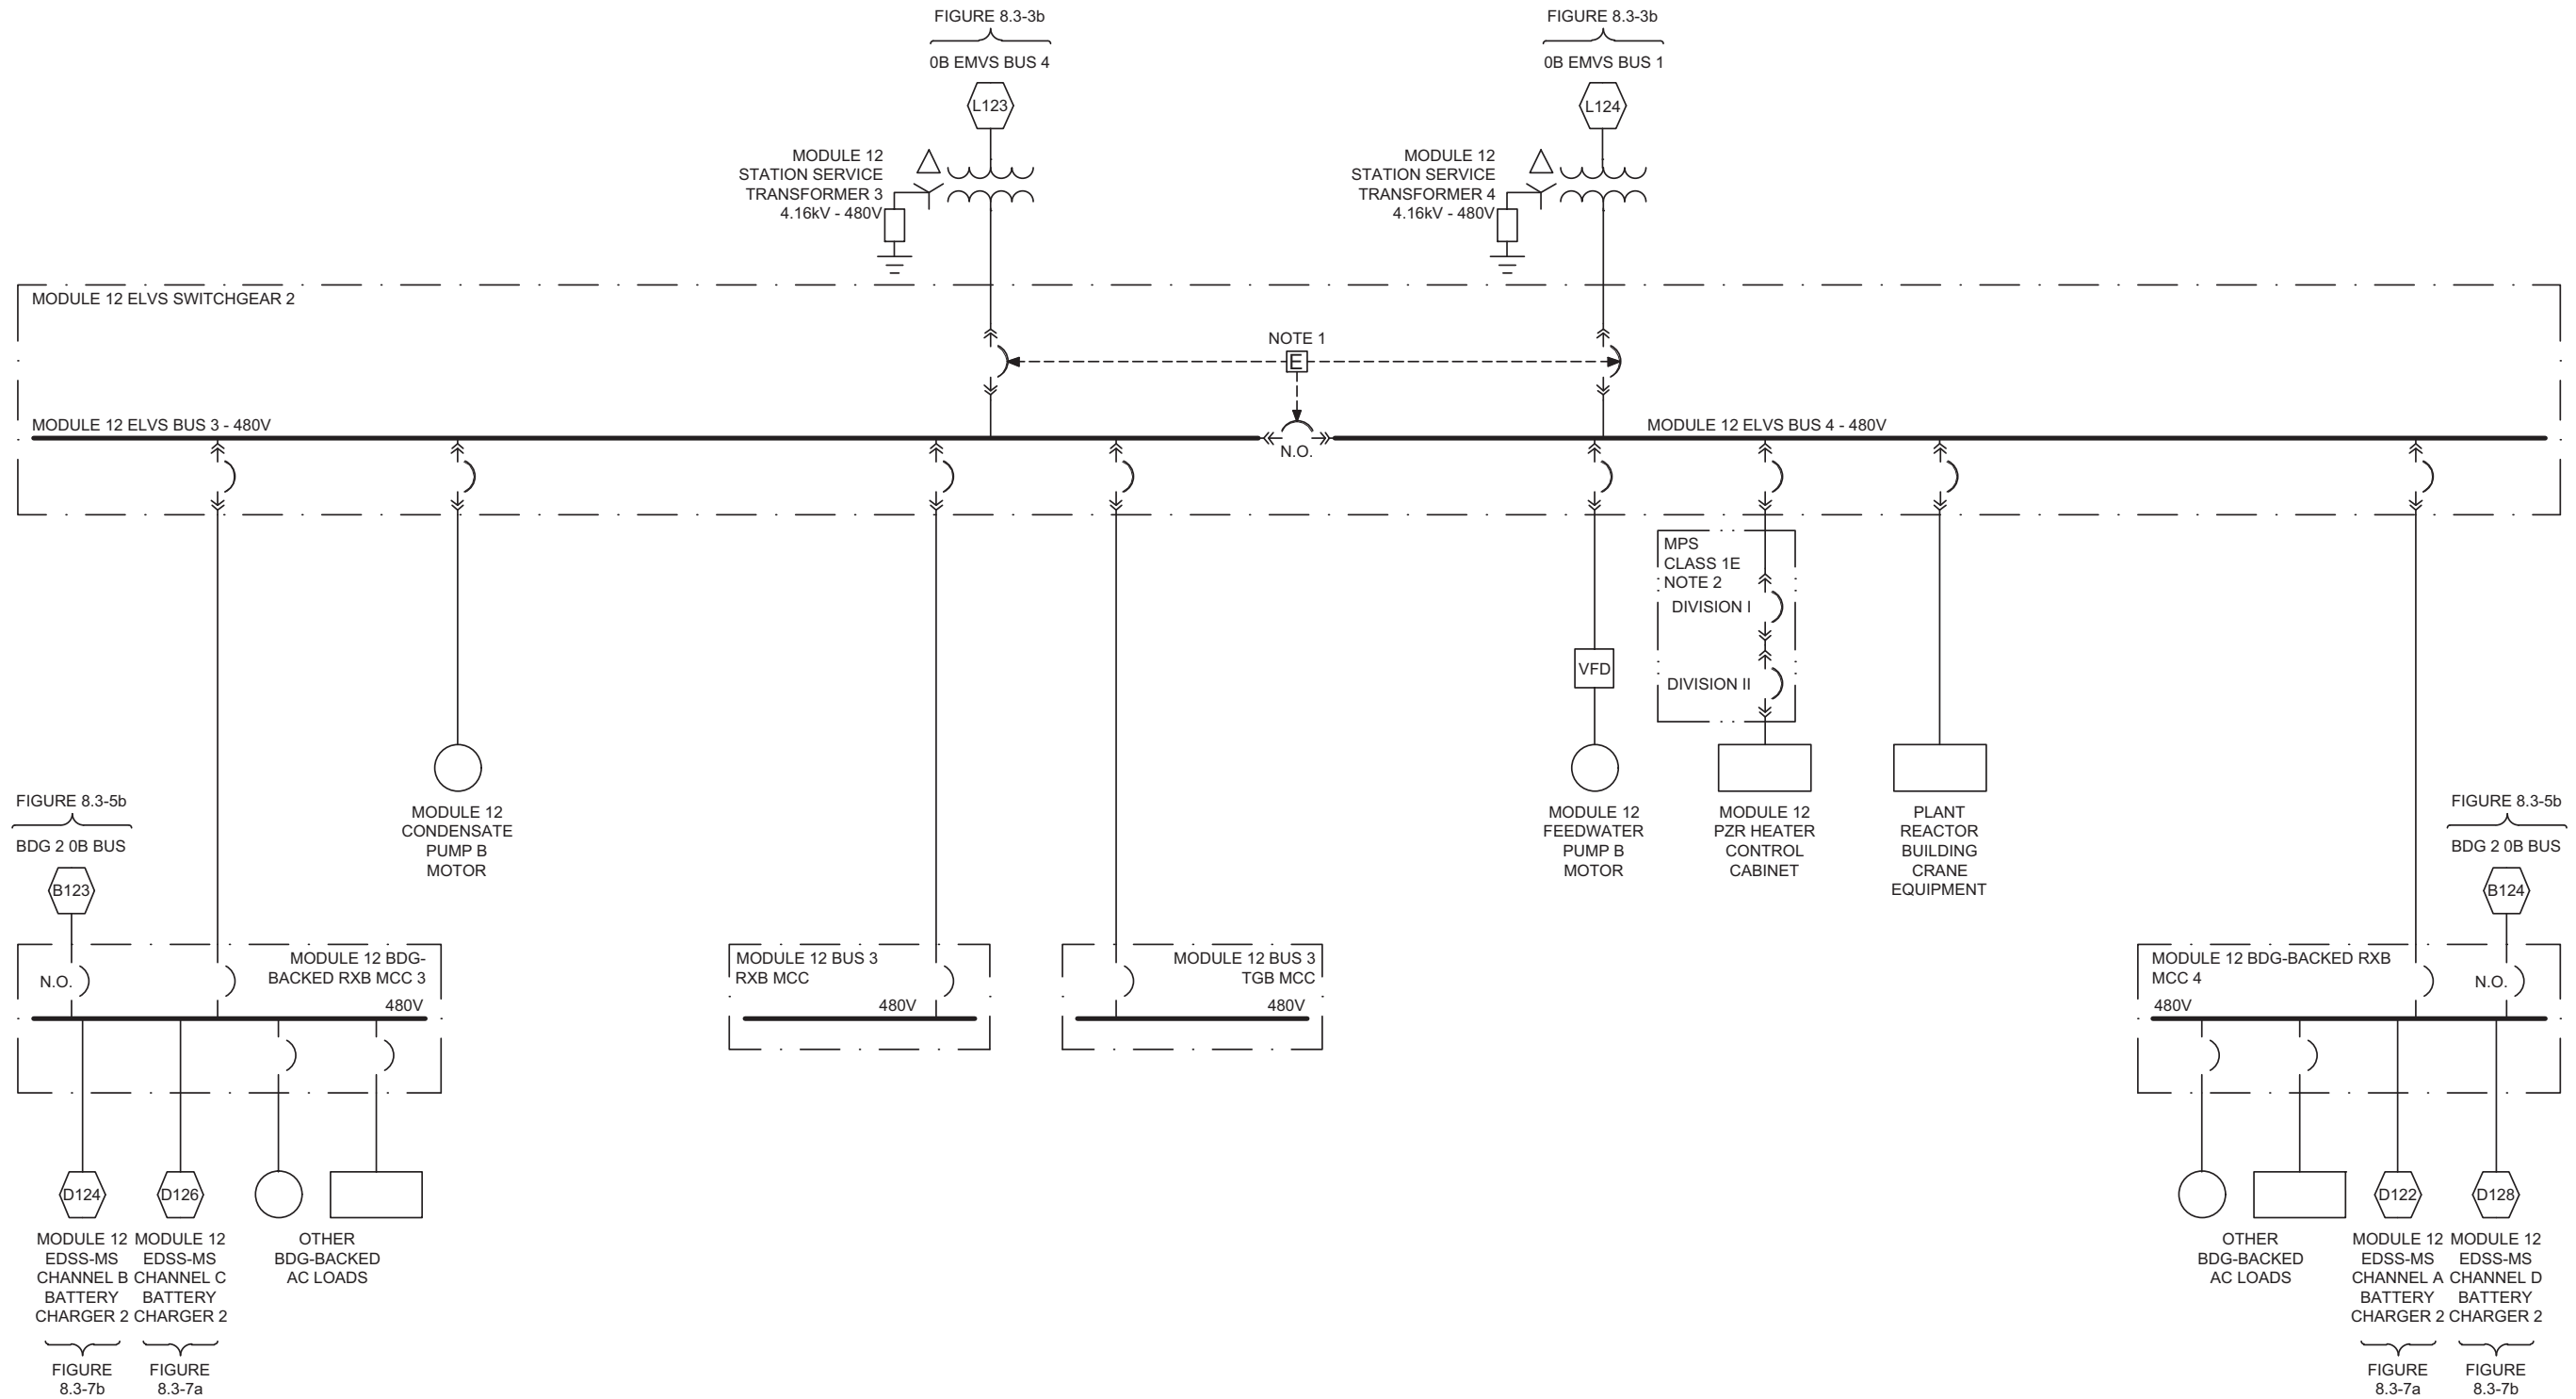 FIGURE 8.3-3b
0B EMVS BUS 4
L123
MODULE 12
STATION SERVICE
TRANSFORMER 3
4.16kV - 480V
FIGURE 8.3-3b
0B EMVS BUS 1
L124
MODULE 12
STATION SERVICE
TRANSFORMER 4
4.16kV - 480V
MODULE 12 ELVS SWITCHGEAR 2
NOTE 1
E
MODULE 12 ELVS BUS 3 - 480V
N.O.
MODULE 12 ELVS BUS 4 - 480V
MPS
CLASS 1E
NOTE 2
DIVISION I
DIVISION II
VFD
MODULE 12
CONDENSATE
PUMP B
MOTOR
MODULE 12
FEEDWATER
PUMP B
MOTOR
MODULE 12
PZR HEATER
CONTROL
CABINET
PLANT
REACTOR
BUILDING
CRANE
EQUIPMENT
FIGURE 8.3-5b
BDG 2 0B BUS
B123
N.O.
MODULE 12 BDG-
BACKED RXB MCC 3
480V
MODULE 12 BUS 3
RXB MCC
480V
MODULE 12 BUS 3
TGB MCC
480V
FIGURE 8.3-5b
BDG 2 0B BUS
B124
MODULE 12 BDG-BACKED RXB
MCC 4
N.O.
480V
D124
MODULE 12
EDSS-MS
CHANNEL B
BATTERY
CHARGER 2
FIGURE
8.3-7b
D126
MODULE 12
EDSS-MS
CHANNEL C
BATTERY
CHARGER 2
FIGURE
8.3-7a
OTHER
BDG-BACKED
AC LOADS
OTHER
BDG-BACKED
AC LOADS
D122
MODULE 12
EDSS-MS
CHANNEL A
BATTERY
CHARGER 2
FIGURE
8.3-7a
D128
MODULE 12
EDSS-MS
CHANNEL D
BATTERY
CHARGER 2
FIGURE
8.3-7b